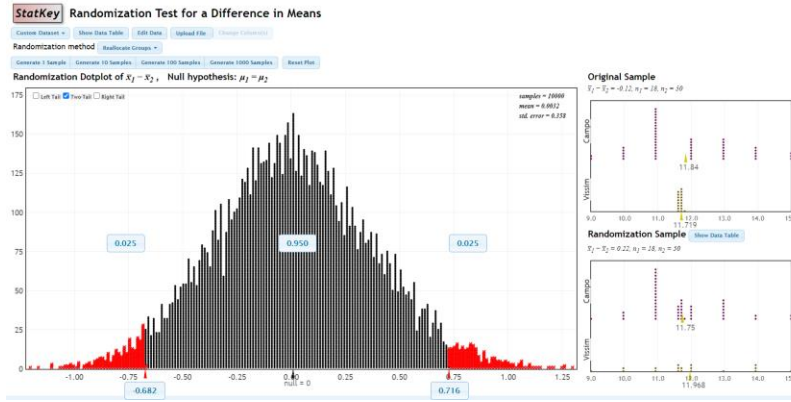 StatKey Randomization Test for a Difference in Means
Custom Dataset Show Data Table Edit Data Upload File Change Column(s)
Randomization method Reallocate Groups
Generate 1 Sample Generate 10 Samples Generate 100 Samples Generate 1000 Samples Reset Plot
Randomization Dotplot of x̄₁ − x̄₂ , Null hypothesis: μ₁ = μ₂
Left Tail Two-Tail Right Tail
samples = 10000
mean = 0.0032
std. error = 0.358
175
150
125
100
75
50
25
0
0.025
0.950
0.025
-1.00 -0.75 -0.50 -0.25 0.25 0.50 0.75 1.00 1.25
null = 0
-0.682
0.716
Original Sample
x̄₁ − x̄₂ = -0.12, n₁ = 18, n₂ = 50
Campo
11.84
Vissim
11.719
9.0 10.0 11.0 12.0 13.0 14.0 15
Randomization Sample Show Data Table
x̄₁ − x̄₂ = 0.22, n₁ = 18, n₂ = 50
Campo
11.75
Vissim
11.968
9.0 10.0 11.0 12.0 13.0 14.0 15